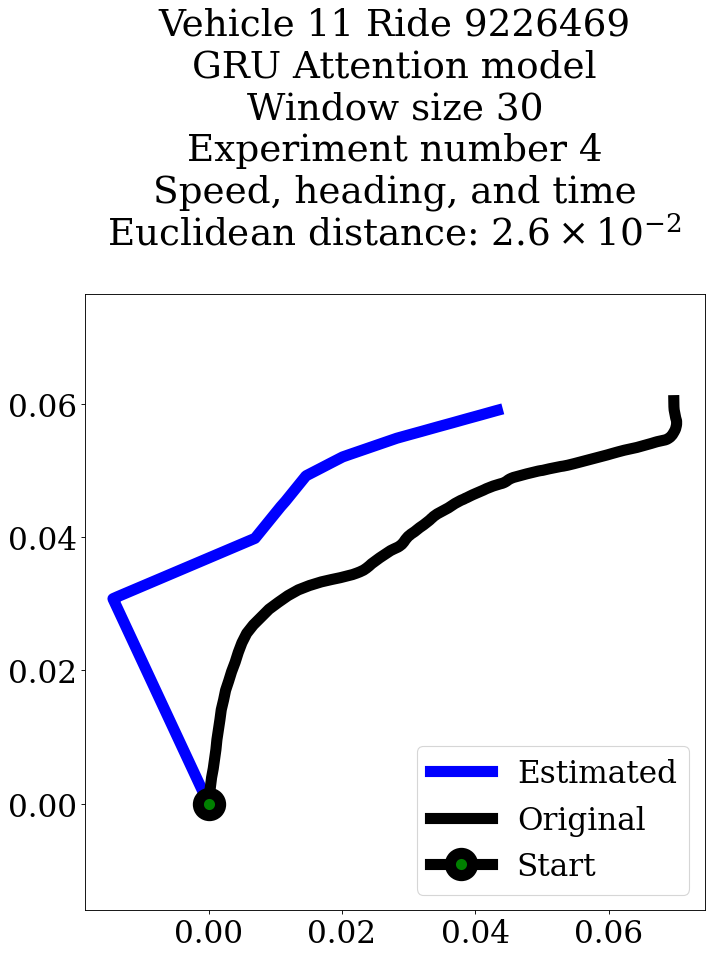 Vehicle 11 Ride 9226469
GRU Attention model
Window size 30
Experiment number 4
Speed, heading, and time
Euclidean distance: 2.6 × 10⁻²
0.06
0.04
0.02
0.00
Estimated
Original
Start
0.00 0.02 0.04 0.06